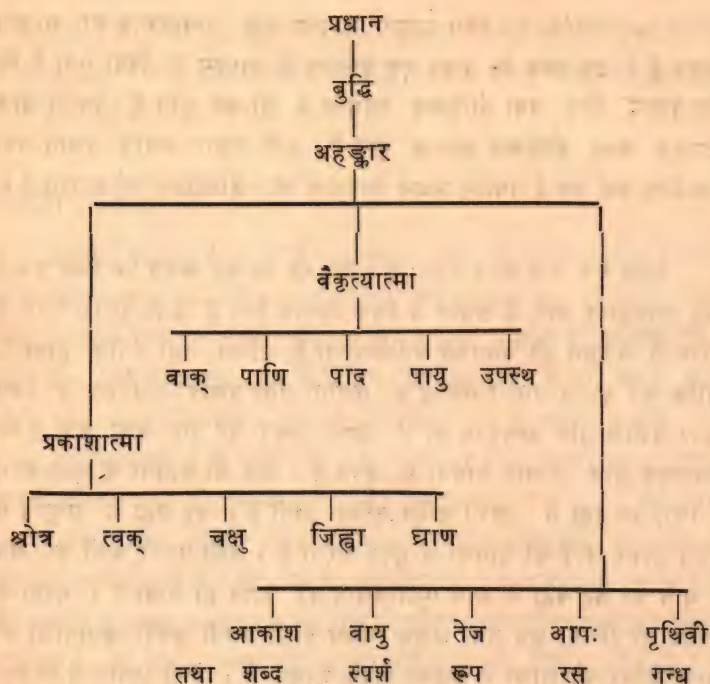 प्रधान
बुद्धि
अहङ्कार
वैकृत्यात्मा
वाक् पाणि पाद पायु उपस्थ
प्रकाशात्मा
श्रोत्र त्वक् चक्षु जिह्वा घ्राण
आकाश वायु तेज आपः पृथिवी
तथा शब्द स्पर्श रूप रस गन्ध